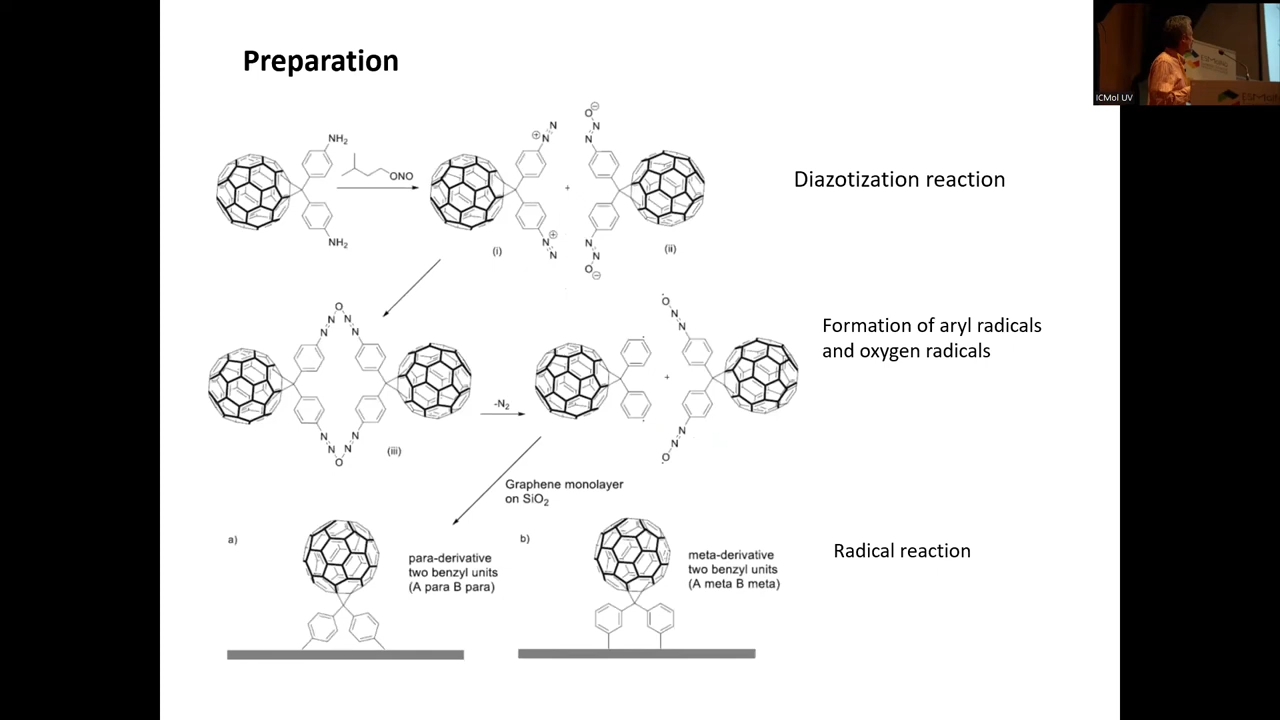 Preparation
ICMol UV
ESMolNa
NH₂
ONO
NH₂
⊕
N
N
+
O
⊖
N
N
N
N
⊕
N
N
O
⊖
(i)
(ii)
Diazotization reaction
O
N
N
N
N
N
N
N
N
O
(iii)
-N₂
+
·O
N
N
N
N
O
Formation of aryl radicals
and oxygen radicals
Graphene monolayer
on SiO₂
a)
para-derivative
two benzyl units
(A para B para)
b)
meta-derivative
two benzyl units
(A meta B meta)
Radical reaction